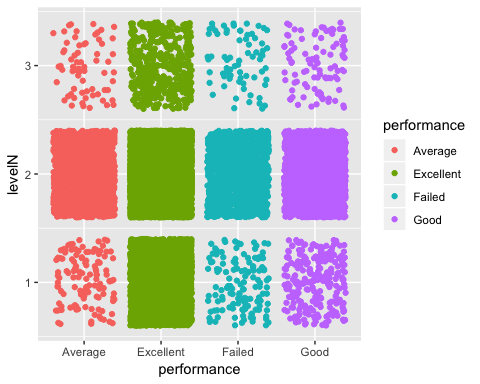 3
2
1
levelN
Average Excellent Failed Good
performance
performance
Average
Excellent
Failed
Good